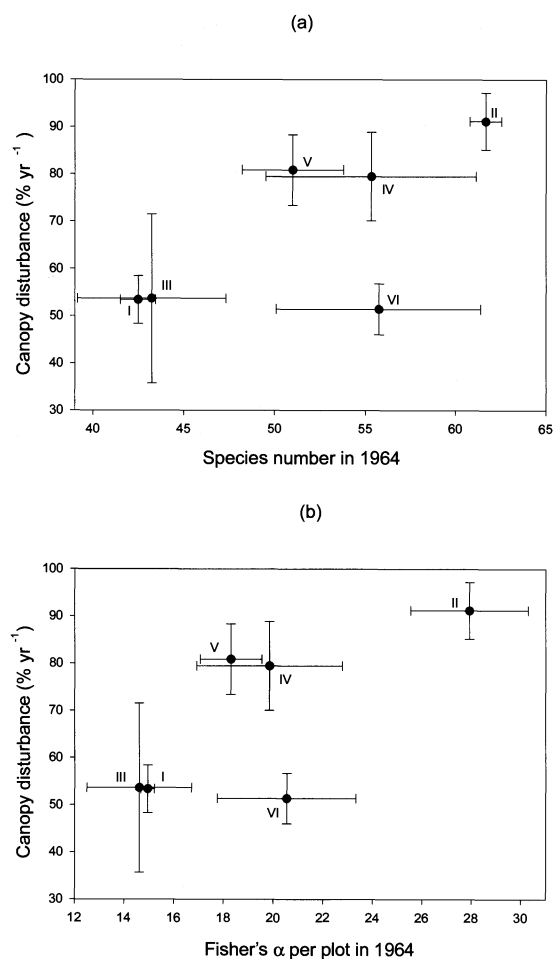 (a)
Canopy disturbance (% yr -1 )
100
90
80
70
60
50
40
30
II
V
IV
III
I
VI
40 45 50 55 60 65
Species number in 1964
(b)
Canopy disturbance (% yr -1)
100
90
80
70
60
50
40
30
II
V
IV
III I
VI
12 14 16 18 20 22 24 26 28 30
Fisher's α per plot in 1964